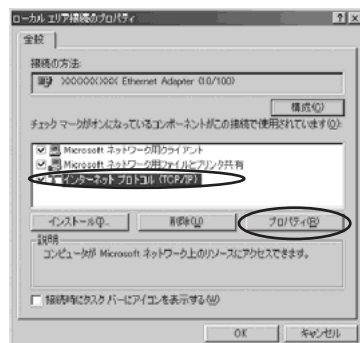 ローカル エリア接続のプロパティ
全般
接続の方法:
XXXXXX(XXX( Ethernet Adapter (10/100)
構成(C)
チェック マークがオンになっているコンポーネントがこの接続で使用されています(O):
Microsoft ネットワーク用クライアント
Microsoft ネットワーク用ファイルとプリンタ共有
インターネット プロトコル (TCP/IP)
インストール(I)... 削除(U) プロパティ(R)
説明
コンピュータが Microsoft ネットワーク上のリソースにアクセスできます。
接続時にタスク バーにアイコンを表示する(W)
OK キャンセル